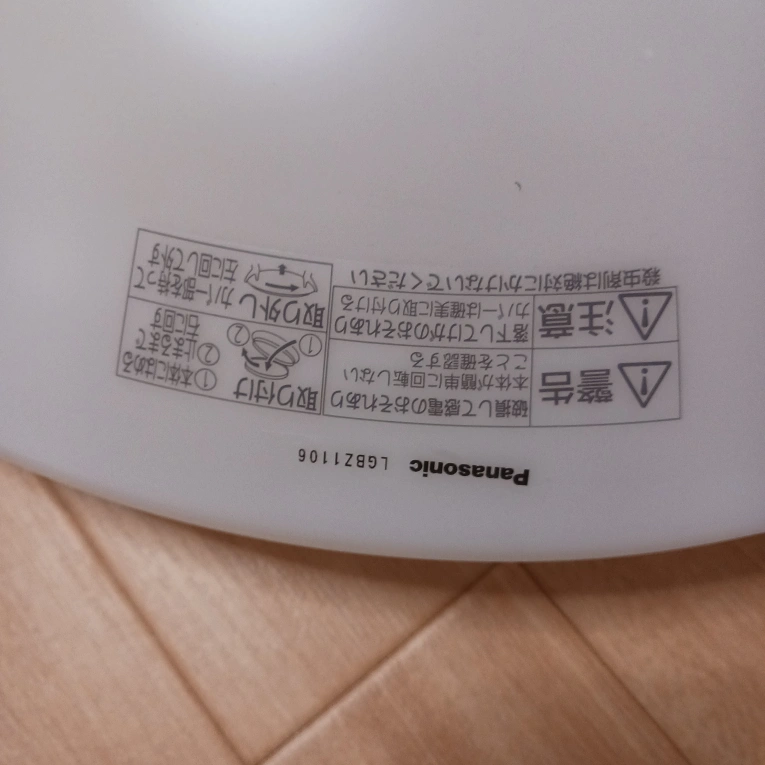 Panasonic LGBZ1106
警告
破損して感電のおそれあり
本体が簡単に回転しない
ことを確認する
注意
落下してけがのおそれあり
カバーは確実に取り付ける
殺虫剤は絶対にかけないでください
取り付け
① ②
①本体にはめる
②止まるまで
右に回す
取り外し
カバー部を持って
左に回して外す